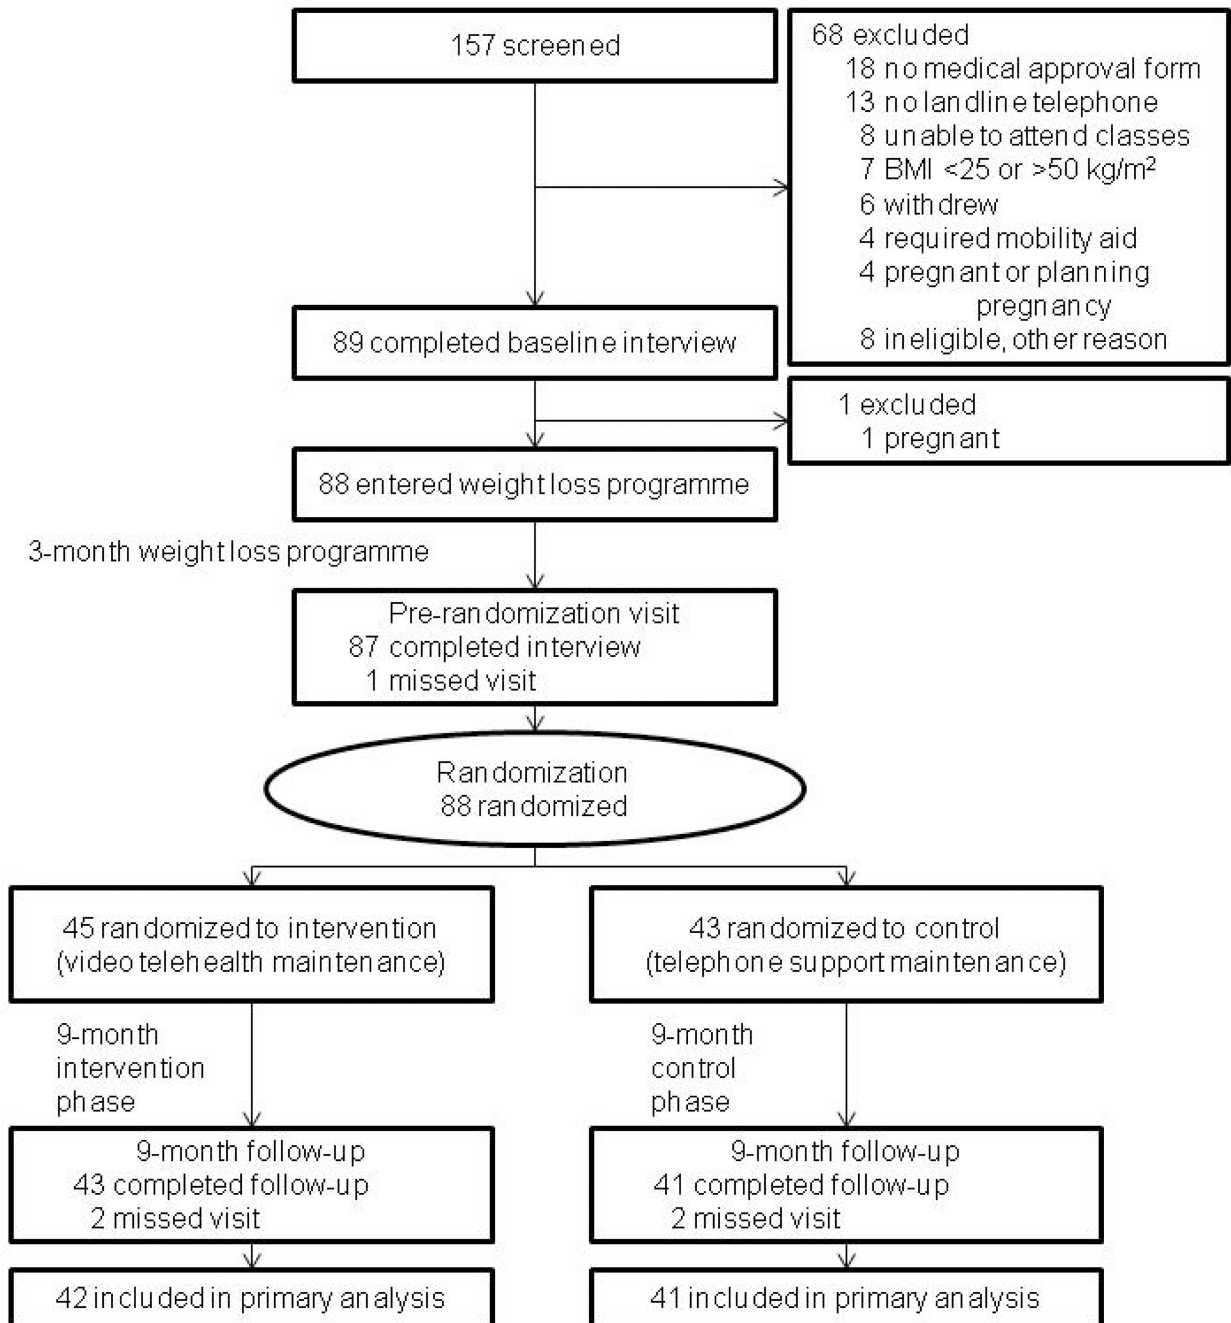 157 screened
68 excluded
18 no medical approval form
13 no landline telephone
8 unable to attend classes
7 BMI <25 or >50 kg/m²
6 withdrew
4 required mobility aid
4 pregnant or planning
pregnancy
8 ineligible, other reason
89 completed baseline interview
1 excluded
1 pregnant
88 entered weight loss programme
3-month weight loss programme
Pre-randomization visit
87 completed interview
1 missed visit
Randomization
88 randomized
45 randomized to intervention
(video telehealth maintenance)
43 randomized to control
(telephone support maintenance)
9-month
intervention
phase
9-month
control
phase
9-month follow-up
43 completed follow-up
2 missed visit
9-month follow-up
41 completed follow-up
2 missed visit
42 included in primary analysis
41 included in primary analysis